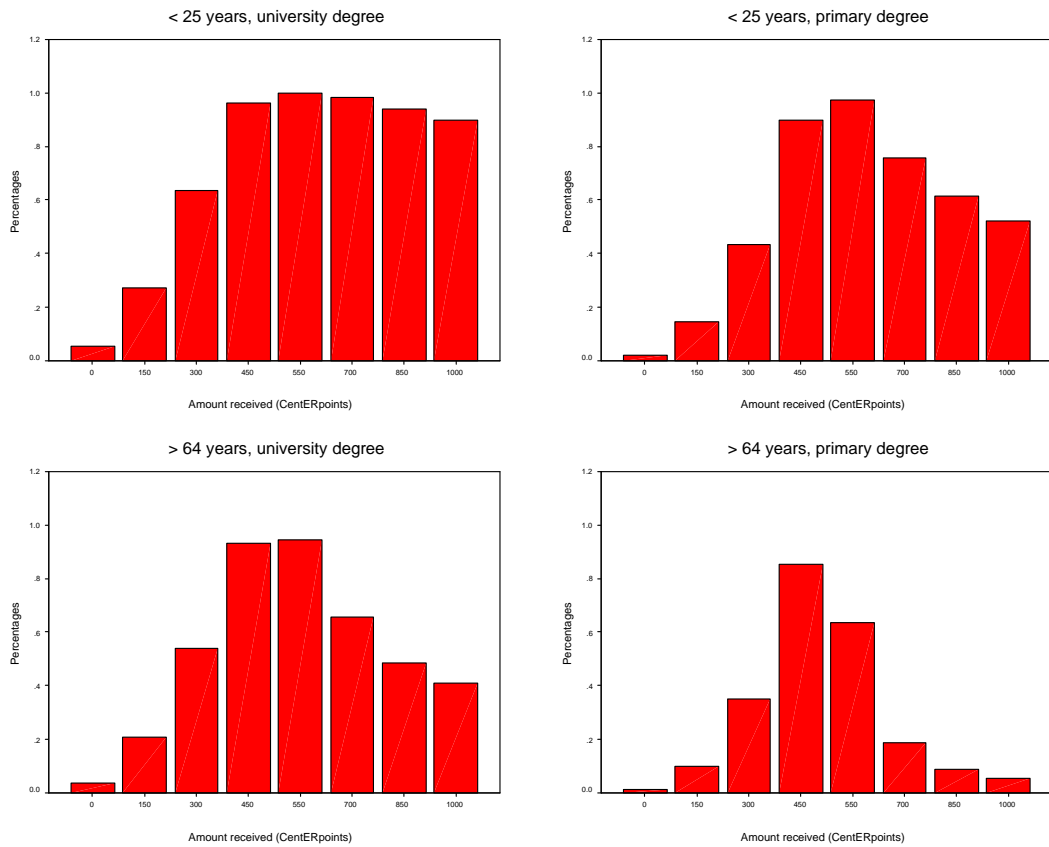 < 25 years, university degree
1.2
1.0
.8
.6
.4
.2
0.0
Percentages
0 150 300 450 550 700 850 1000
Amount received (CentERpoints)
< 25 years, primary degree
1.2
1.0
.8
.6
.4
.2
0.0
Percentages
0 150 300 450 550 700 850 1000
Amount received (CentERpoints)
> 64 years, university degree
1.2
1.0
.8
.6
.4
.2
0.0
Percentages
0 150 300 450 550 700 850 1000
Amount received (CentERpoints)
> 64 years, primary degree
1.2
1.0
.8
.6
.4
.2
0.0
Percentages
0 150 300 450 550 700 850 1000
Amount received (CentERpoints)